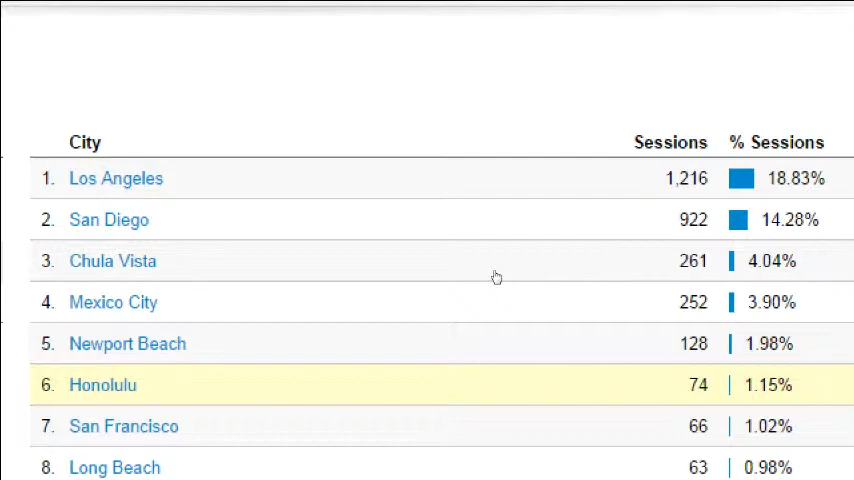 City Sessions % Sessions
1. Los Angeles 1,216 18.83%
2. San Diego 922 14.28%
3. Chula Vista 261 4.04%
4. Mexico City 252 3.90%
5. Newport Beach 128 1.98%
6. Honolulu 74 1.15%
7. San Francisco 66 1.02%
8. Long Beach 63 0.98%